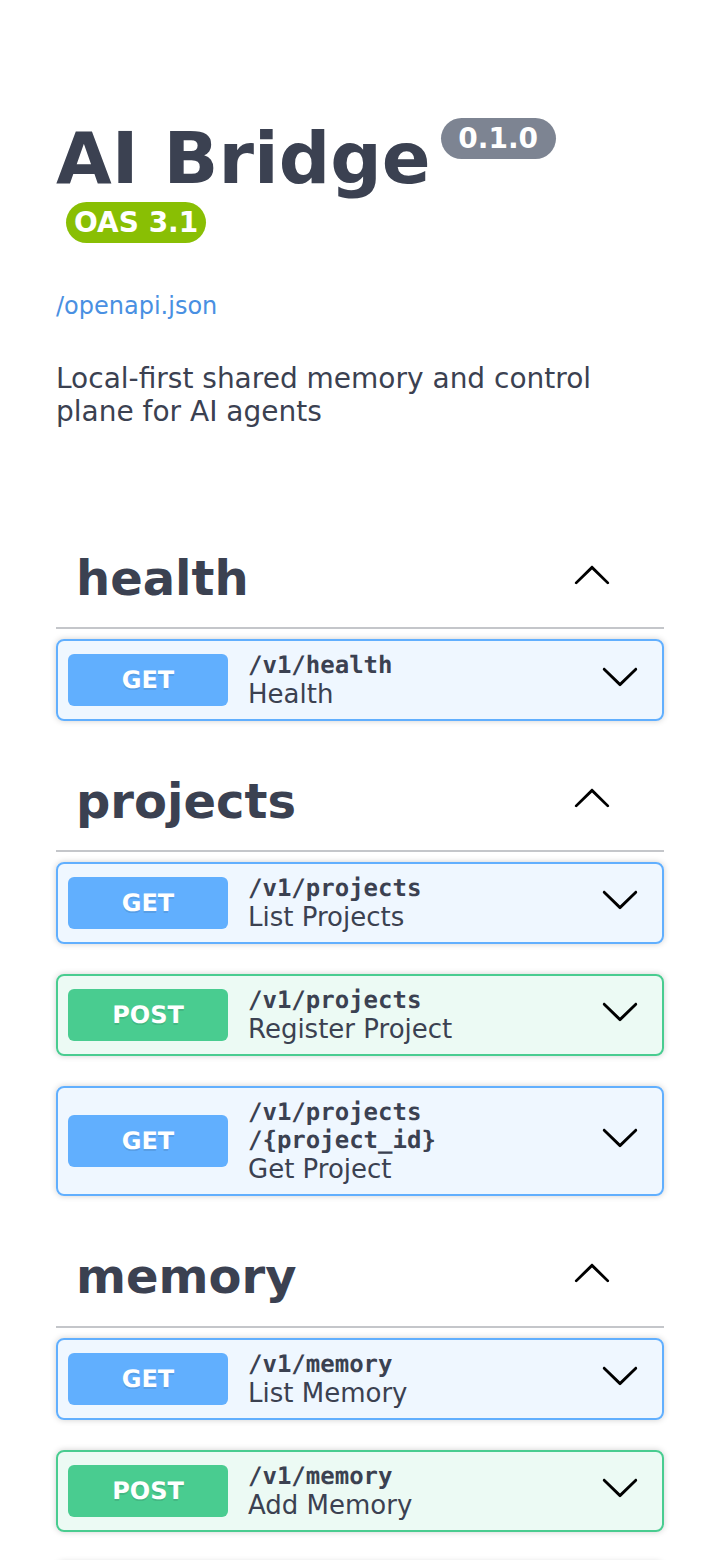 AI Bridge 0.1.0
OAS 3.1
/openapi.json
Local-first shared memory and control
plane for AI agents
health
GET /v1/health
Health
projects
GET /v1/projects
List Projects
POST /v1/projects
Register Project
GET /v1/projects
/{project_id}
Get Project
memory
GET /v1/memory
List Memory
POST /v1/memory
Add Memory